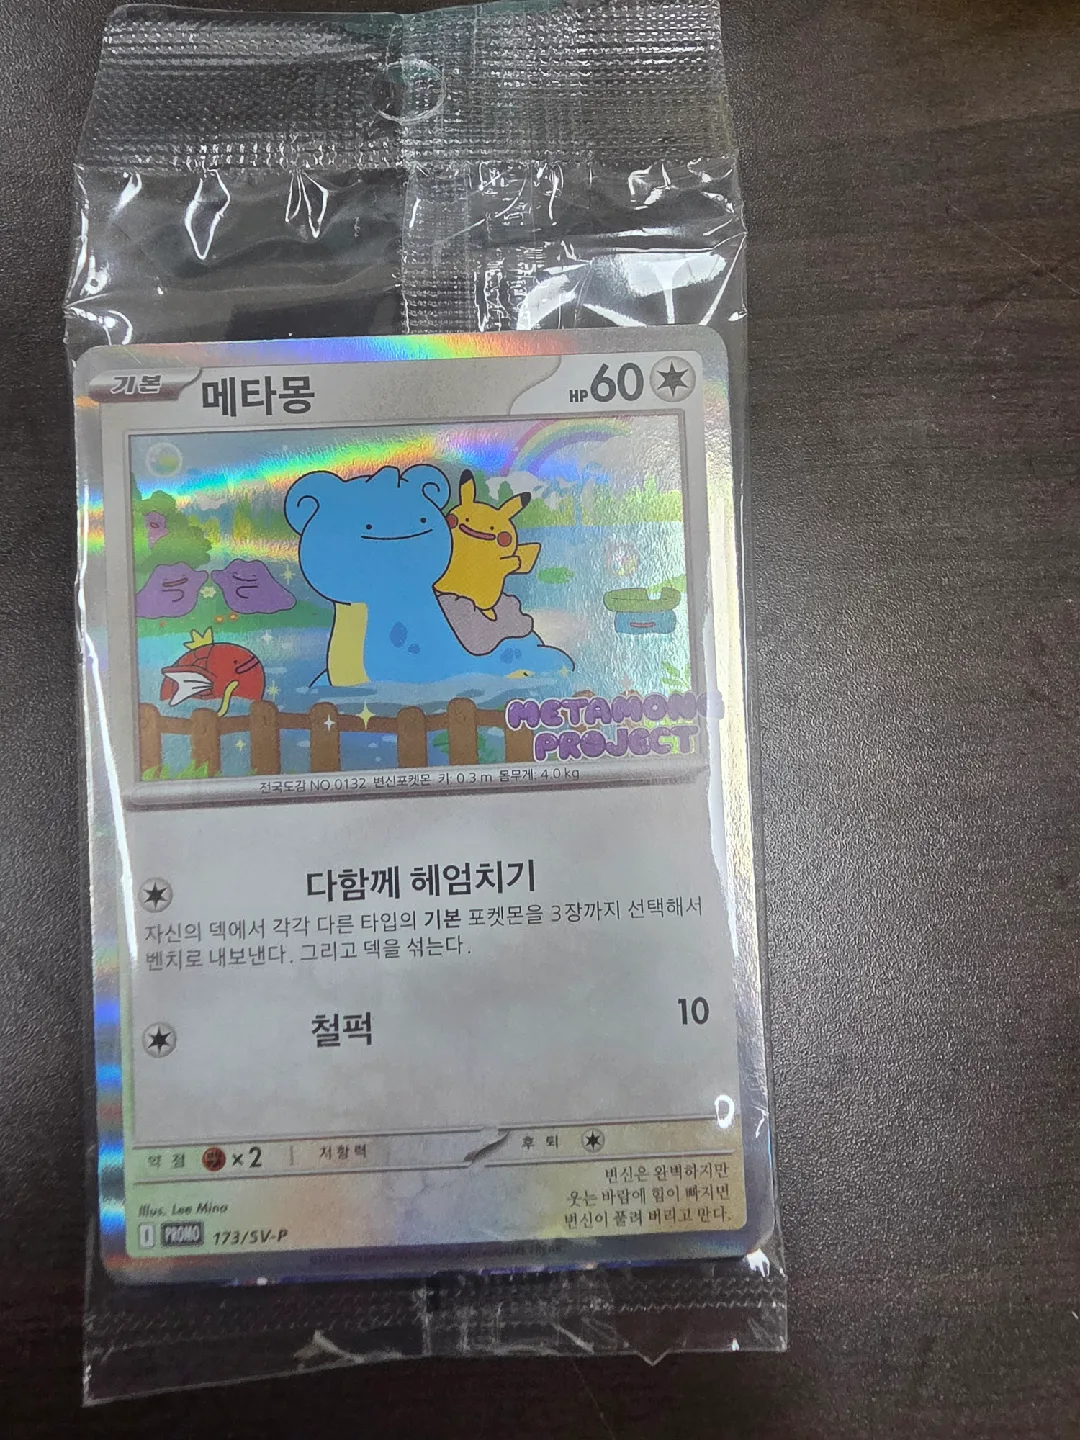 기본 메타몽 HP 60
METAMONG
PROJECT
전국도감 NO.0132 변신포켓몬 키 0.3m 몸무게: 4.0kg
다함께 헤엄치기
자신의 덱에서 각각 다른 타입의 기본 포켓몬을 3장까지 선택해서
벤치로 내보낸다. 그리고 덱을 섞는다.
철퍽 10
약점 ×2 저항력 후퇴
변신은 완벽하지만
웃는 바람에 힘이 빠지면
변신이 풀려 버리고 만다.
Illus. Lee Mina
PROMO 173/SV-P